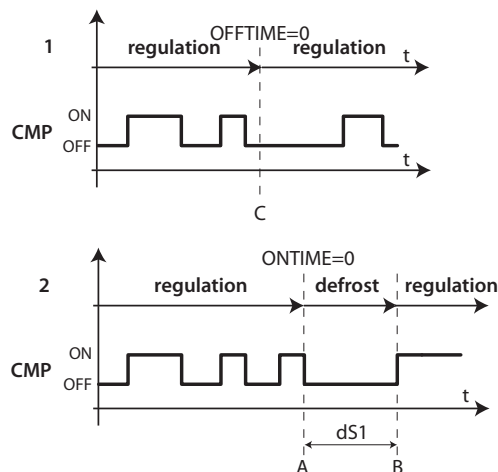 OFFTIME=0
1
regulation
regulation
t
ON
CMP
OFF
t
C
ONTIME=0
2
regulation
defrost
regulation
ON
CMP
OFF
t
dS1
A
B